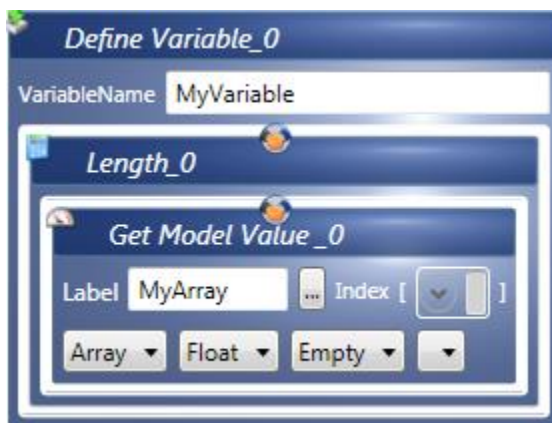 Define Variable_0
VariableName MyVariable
Length_0
Get Model Value _0
Label MyArray ... Index [ ]
Array Float Empty